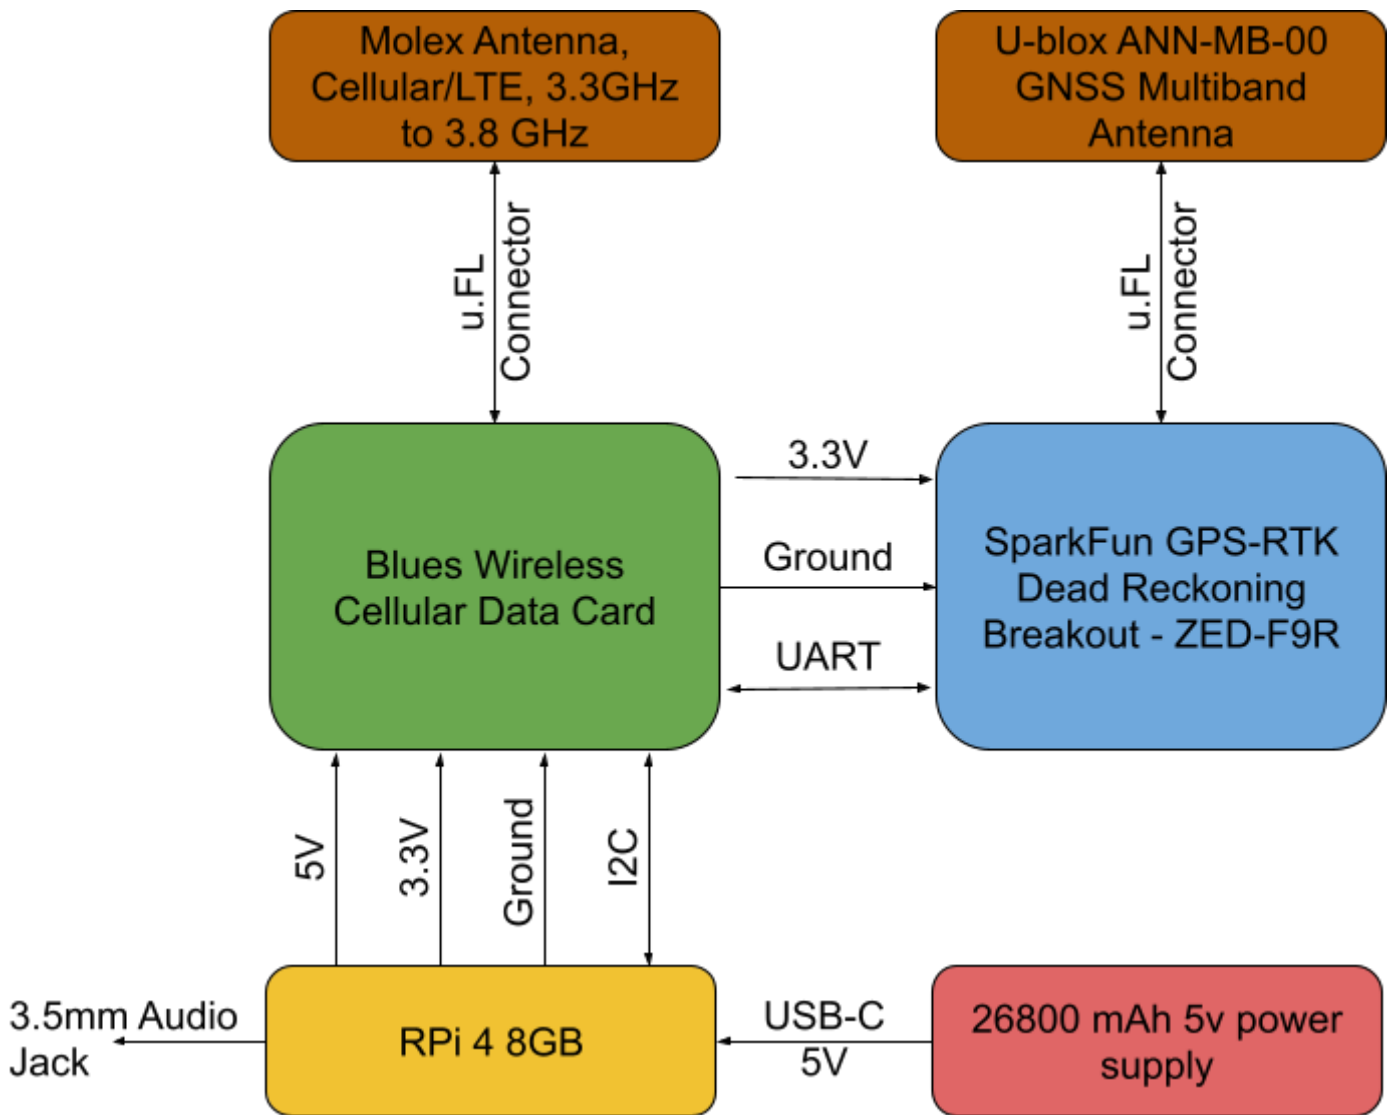 Molex Antenna,
Cellular/LTE, 3.3GHz
to 3.8 GHz
U-blox ANN-MB-00
GNSS Multiband
Antenna
u.FL
Connector
u.FL
Connector
Blues Wireless
Cellular Data Card
3.3V
Ground
UART
SparkFun GPS-RTK
Dead Reckoning
Breakout - ZED-F9R
5V
3.3V
Ground
I2C
3.5mm Audio
Jack
RPi 4 8GB
USB-C
5V
26800 mAh 5v power
supply